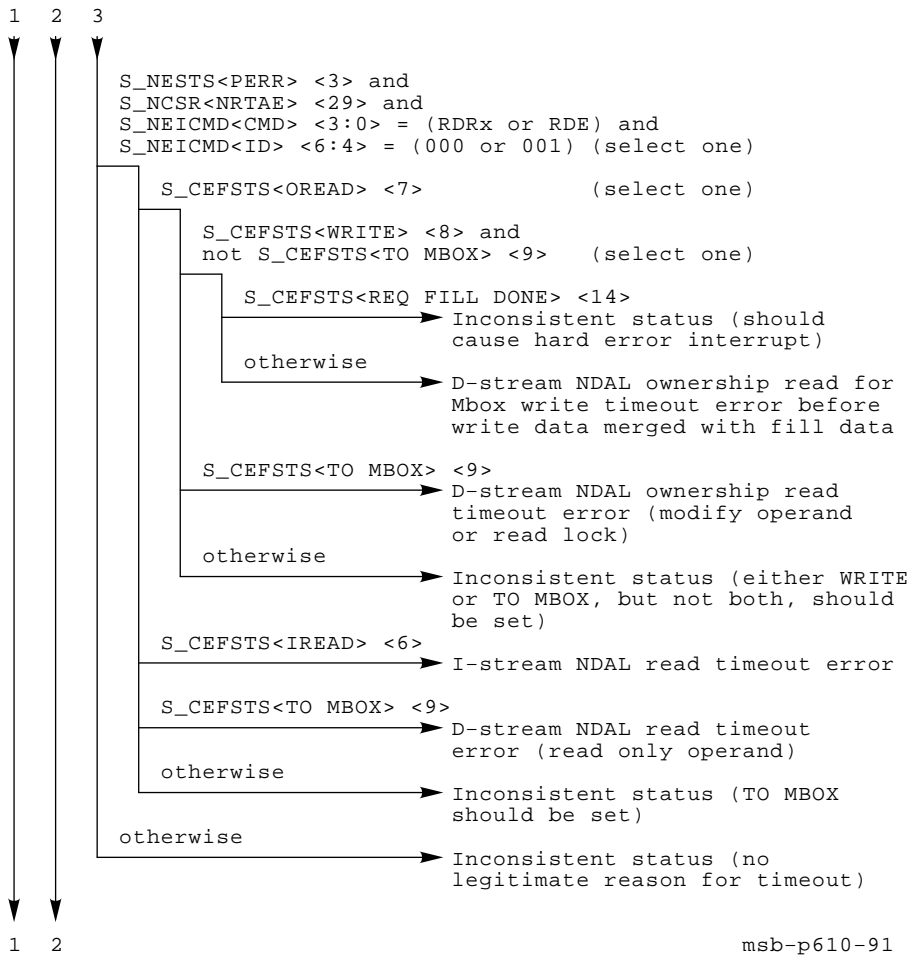 1 2 3
S_NESTS<PERR> <3> and
S_NCSR<NRTAE> <29> and
S_NEICMD<CMD> <3:0> = (RDRx or RDE) and
S_NEICMD<ID> <6:4> = (000 or 001) (select one)
S_CEFSTS<OREAD> <7> (select one)
S_CEFSTS<WRITE> <8> and
not S_CEFSTS<TO MBOX> <9> (select one)
S_CEFSTS<REQ FILL DONE> <14>
Inconsistent status (should
cause hard error interrupt)
otherwise
D-stream NDAL ownership read for
Mbox write timeout error before
write data merged with fill data
S_CEFSTS<TO MBOX> <9>
D-stream NDAL ownership read
timeout error (modify operand
or read lock)
otherwise
Inconsistent status (either WRITE
or TO MBOX, but not both, should
be set)
S_CEFSTS<IREAD> <6>
I-stream NDAL read timeout error
S_CEFSTS<TO MBOX> <9>
D-stream NDAL read timeout
error (read only operand)
otherwise
Inconsistent status (TO MBOX
should be set)
otherwise
Inconsistent status (no
legitimate reason for timeout)
1 2
msb-p610-91